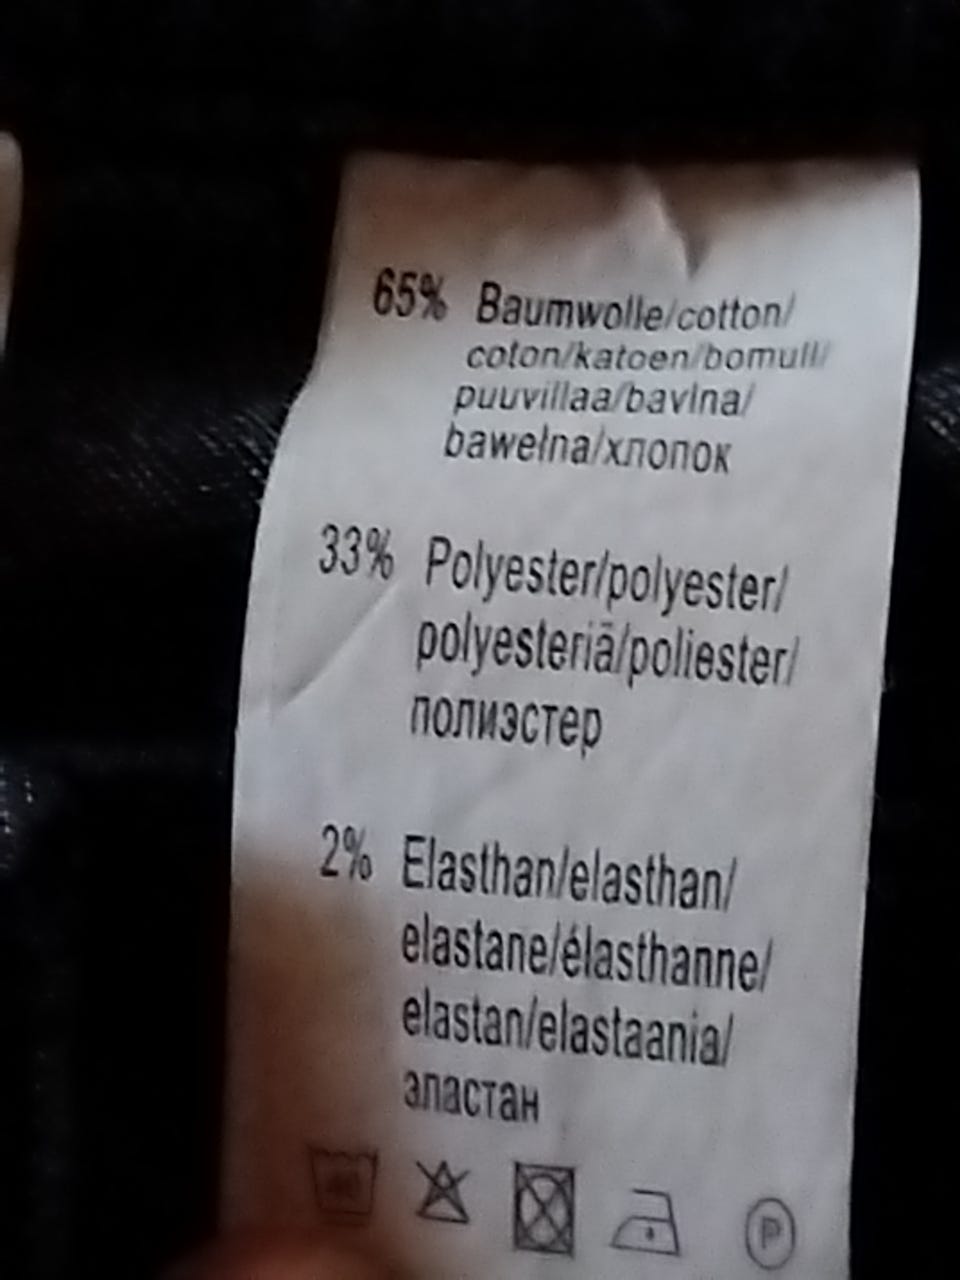 65% Baumwolle/cotton/
coton/katoen/bomull/
puuvillaa/bavlna/
bawełna/хлопок
33% Polyester/polyester/
polyesteriä/poliester/
полиэстер
2% Elasthan/elasthan/
elastane/élasthanne/
elastan/elastaania/
эластан
P